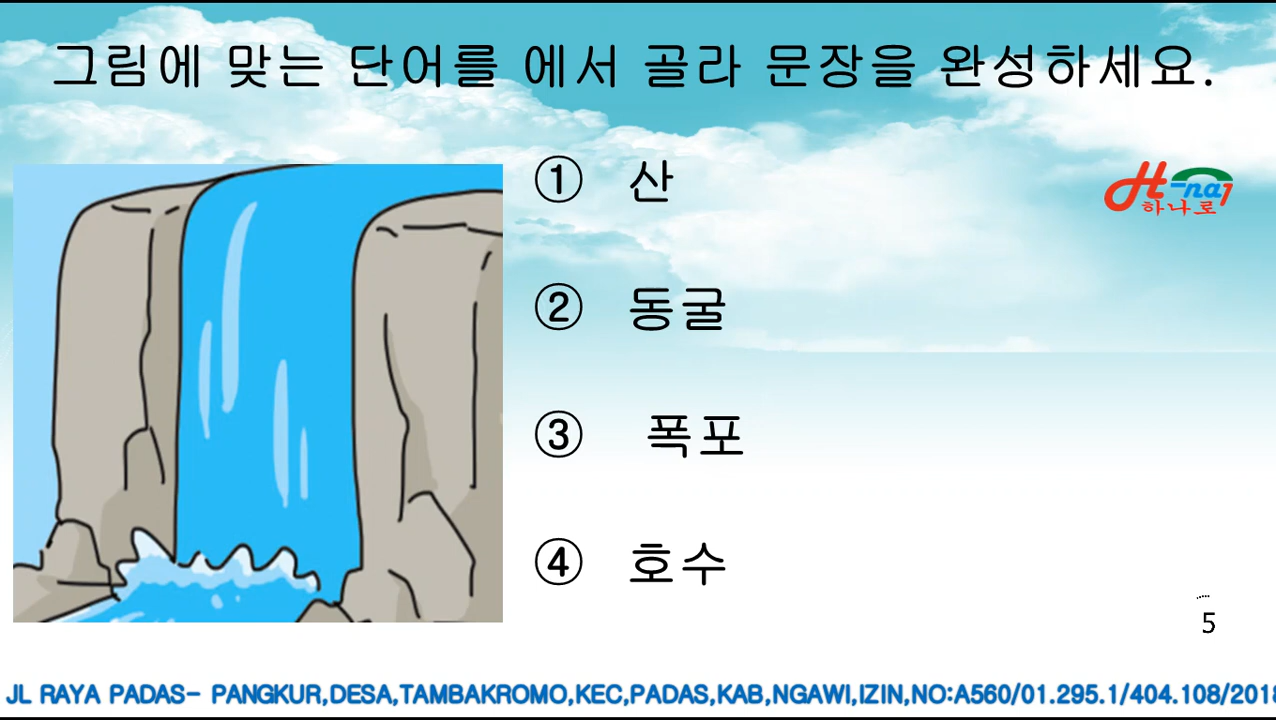 그림에 맞는 단어를 에서 골라 문장을 완성하세요.
① 산
H-na1
하나로
② 동굴
③ 폭포
④ 호수
5
JL RAYA PADAS- PANGKUR,DESA,TAMBAKROMO,KEC,PADAS,KAB,NGAWI,IZIN,NO:A560/01.295.1/404.108/2018